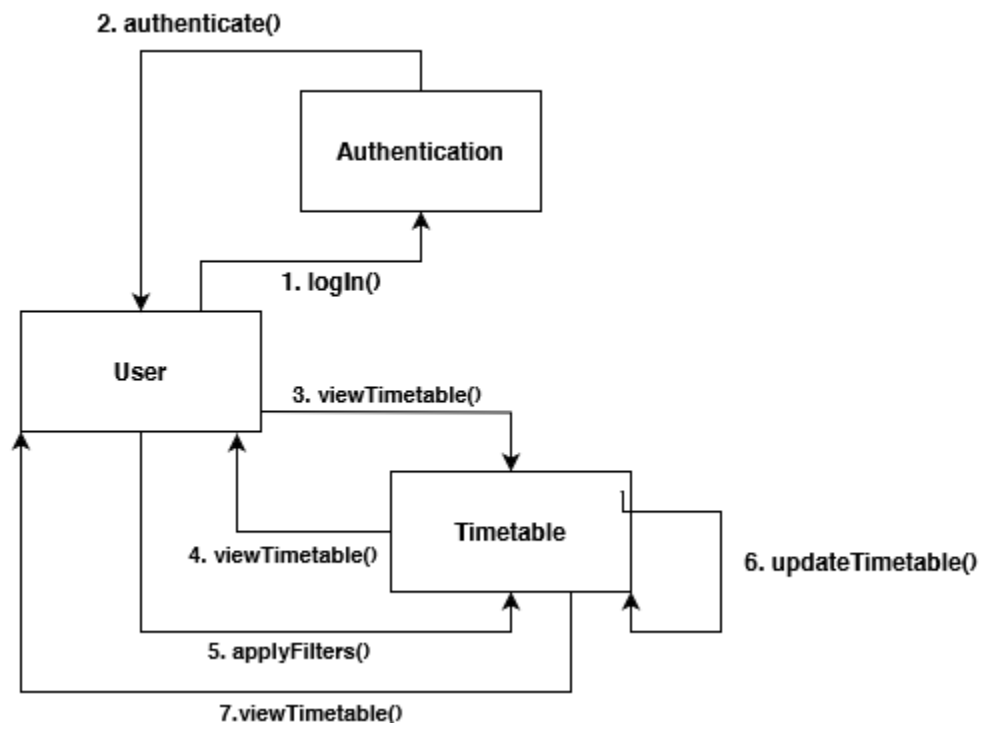 2. authenticate()
Authentication
1. logIn()
User
3. viewTimetable()
Timetable
4. viewTimetable()
6. updateTimetable()
5. applyFilters()
7.viewTimetable()